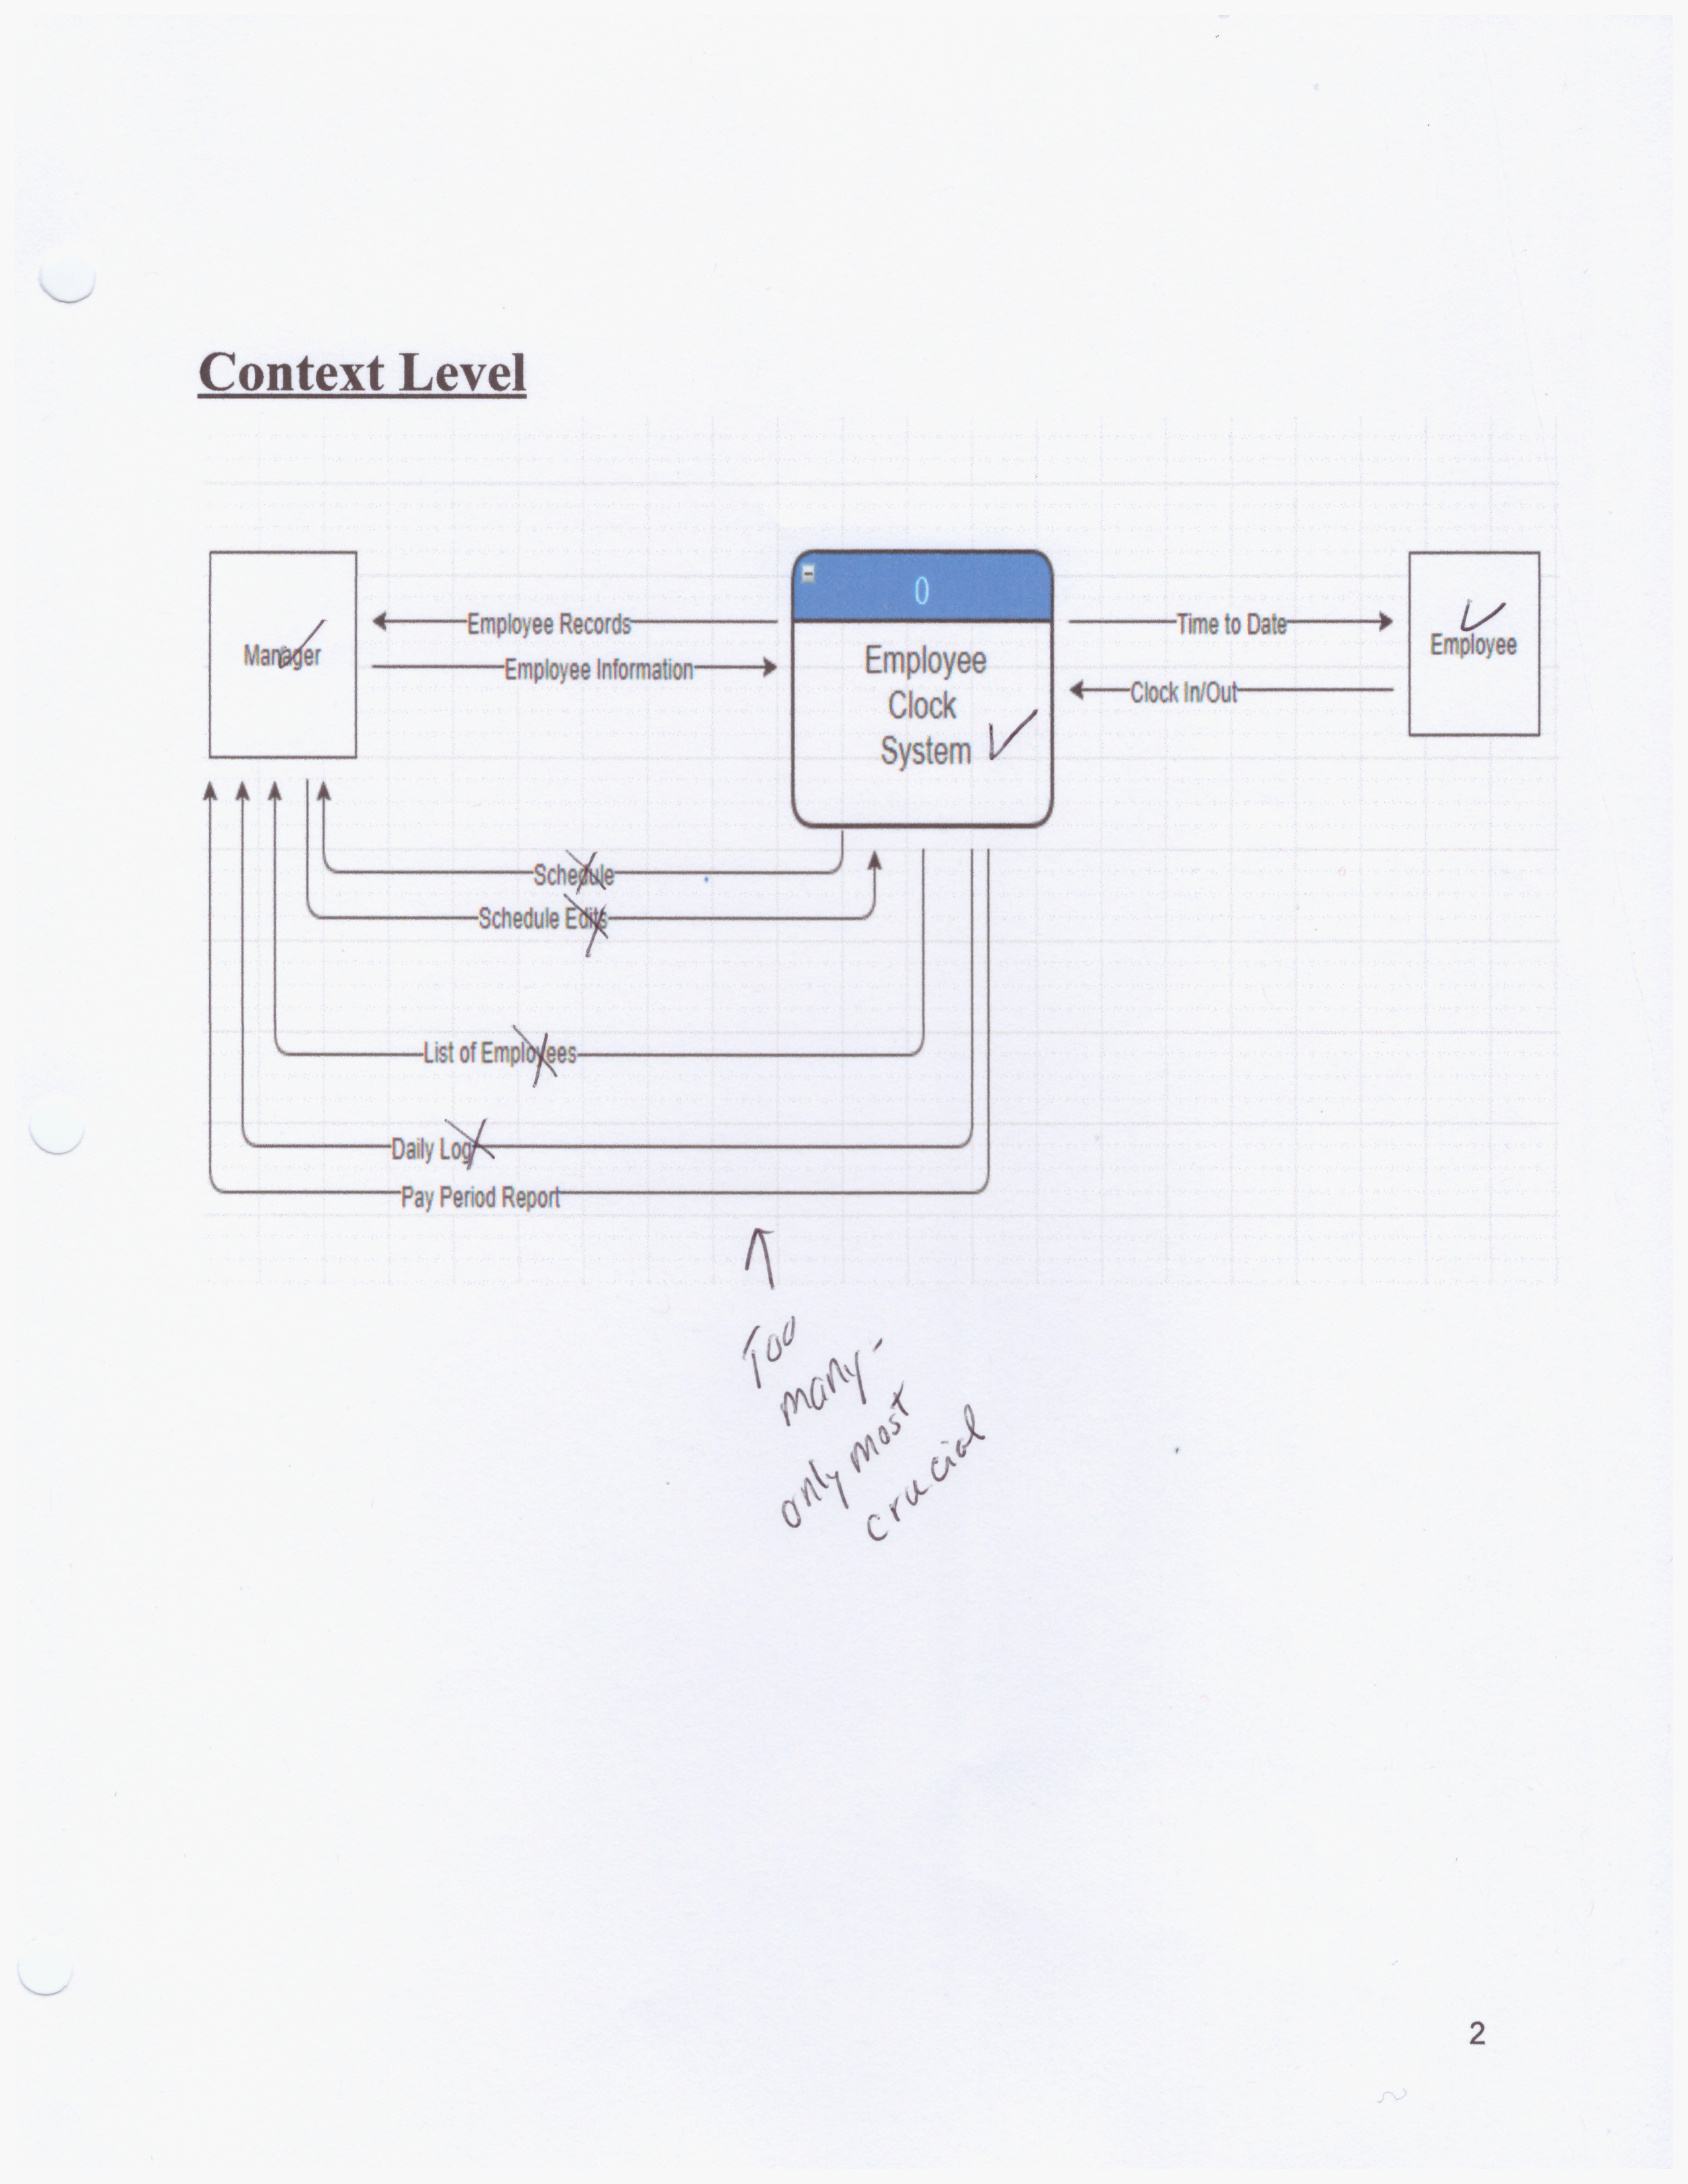 Context Level
0
Manager
Employee Records
Employee Information
Employee
Clock
System
Time to Date
Clock In/Out
Employee
Schedule
Schedule Edits
List of Employees
Daily Log
Pay Period Report
Too
many-
only most
crucial
2